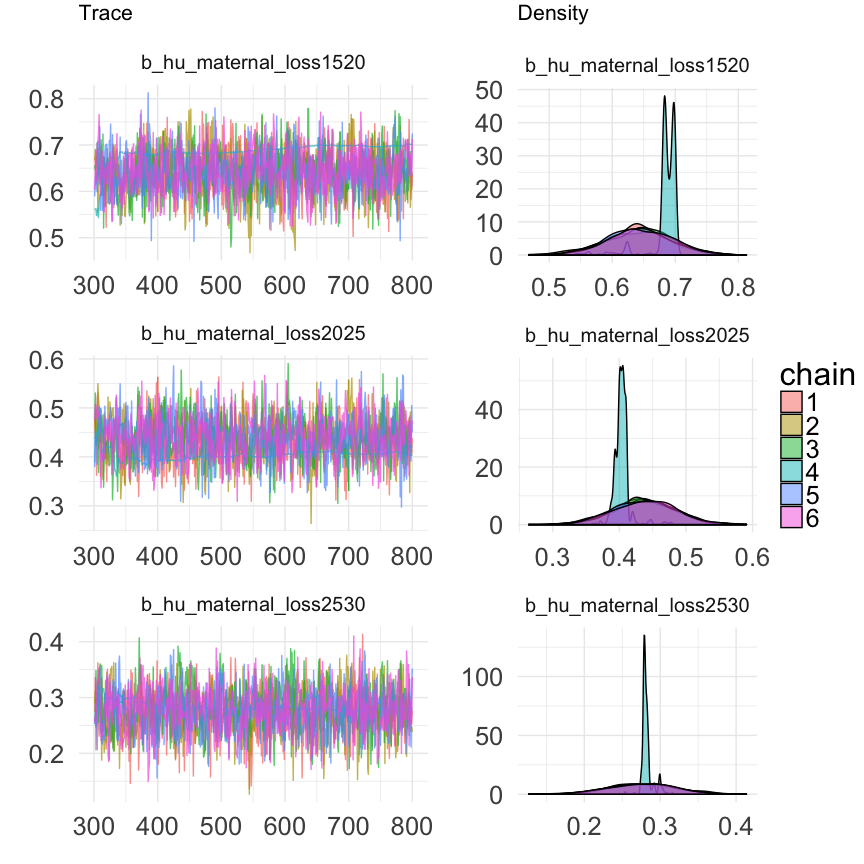 Trace
Density
b_hu_maternal_loss1520
0.8
0.7
0.6
0.5
300 400 500 600 700 800
b_hu_maternal_loss1520
50
40
30
20
10
0
0.5 0.6 0.7 0.8
b_hu_maternal_loss2025
0.6
0.5
0.4
0.3
300 400 500 600 700 800
b_hu_maternal_loss2025
40
20
0
0.3 0.4 0.5 0.6
b_hu_maternal_loss2530
0.4
0.3
0.2
300 400 500 600 700 800
b_hu_maternal_loss2530
100
50
0
0.2 0.3 0.4
chain
1
2
3
4
5
6